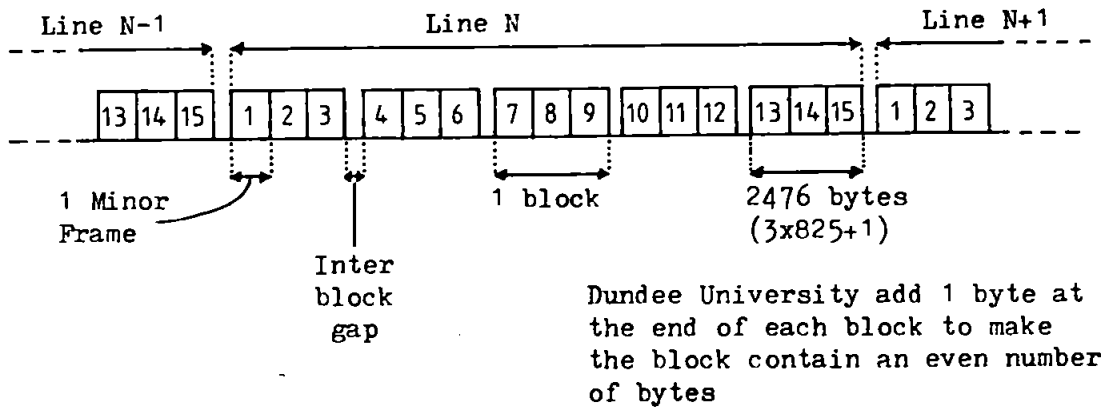 Line N-1 Line N Line N+1
13 14 15 1 2 3 4 5 6 7 8 9 10 11 12 13 14 15 1 2 3
1 Minor
Frame
Inter
block
gap
1 block
2476 bytes
(3x825+1)
Dundee University add 1 byte at
the end of each block to make
the block contain an even number
of bytes